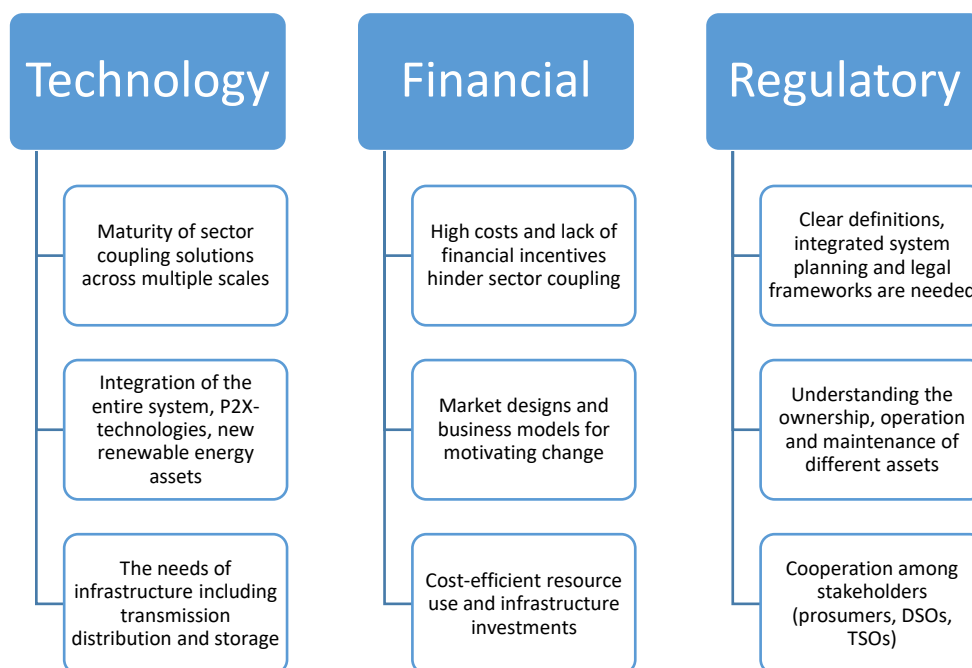 Technology
Maturity of sector
coupling solutions
across multiple scales
Integration of the
entire system, P2X-
technologies, new
renewable energy
assets
The needs of
infrastructure including
transmission
distribution and storage
Financial
High costs and lack of
financial incentives
hinder sector coupling
Market designs and
business models for
motivating change
Cost-efficient resource
use and infrastructure
investments
Regulatory
Clear definitions,
integrated system
planning and legal
frameworks are needed
Understanding the
ownership, operation
and maintenance of
different assets
Cooperation among
stakeholders
(prosumers, DSOs,
TSOs)